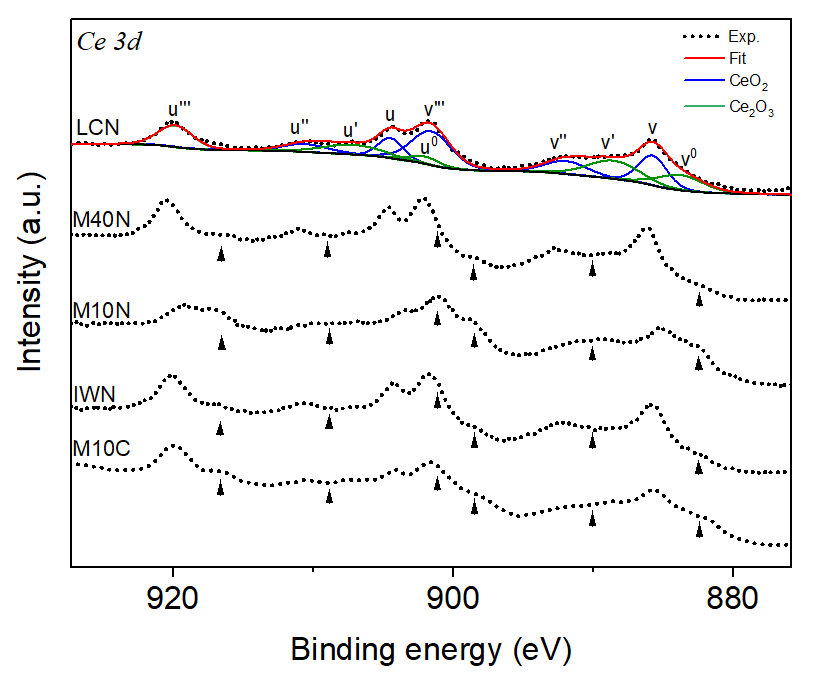 Ce 3d
Exp.
Fit
CeO₂
Ce₂O₃
LCN
u'''
u''
u'
u
v'''
u⁰
v''
v'
v
v⁰
M40N
M10N
IWN
M10C
Intensity (a.u.)
920
900
880
Binding energy (eV)